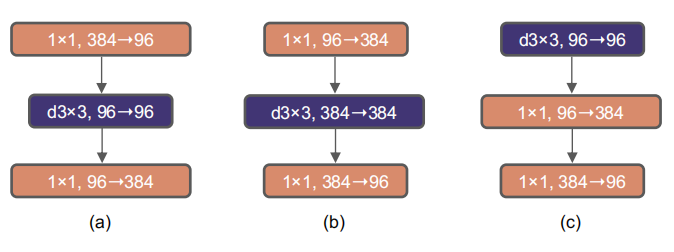 1×1, 384→96
d3×3, 96→96
1×1, 96→384
(a)
1×1, 96→384
d3×3, 384→384
1×1, 384→96
(b)
d3×3, 96→96
1×1, 96→384
1×1, 384→96
(c)